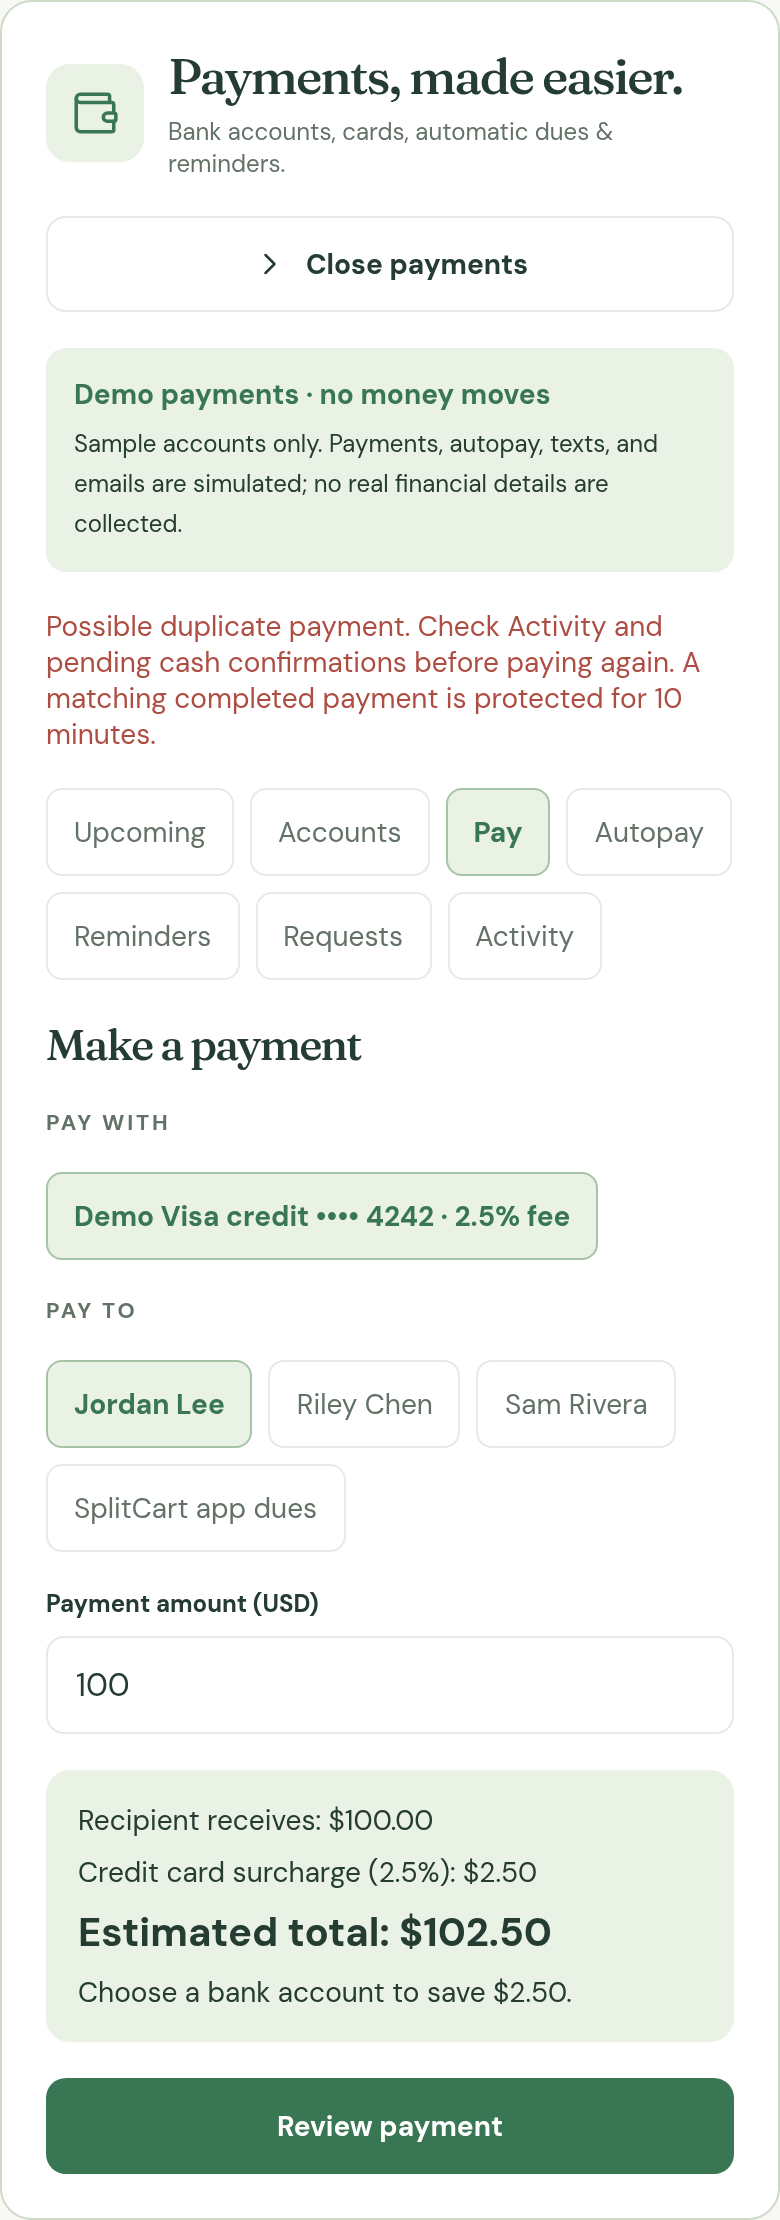 Payments, made easier.
Bank accounts, cards, automatic dues &
reminders.
Close payments
Demo payments · no money moves
Sample accounts only. Payments, autopay, texts, and
emails are simulated; no real financial details are
collected.
Possible duplicate payment. Check Activity and
pending cash confirmations before paying again. A
matching completed payment is protected for 10
minutes.
Upcoming
Accounts
Pay
Autopay
Reminders
Requests
Activity
Make a payment
PAY WITH
Demo Visa credit •••• 4242 · 2.5% fee
PAY TO
Jordan Lee
Riley Chen
Sam Rivera
SplitCart app dues
Payment amount (USD)
100
Recipient receives: $100.00
Credit card surcharge (2.5%): $2.50
Estimated total: $102.50
Choose a bank account to save $2.50.
Review payment